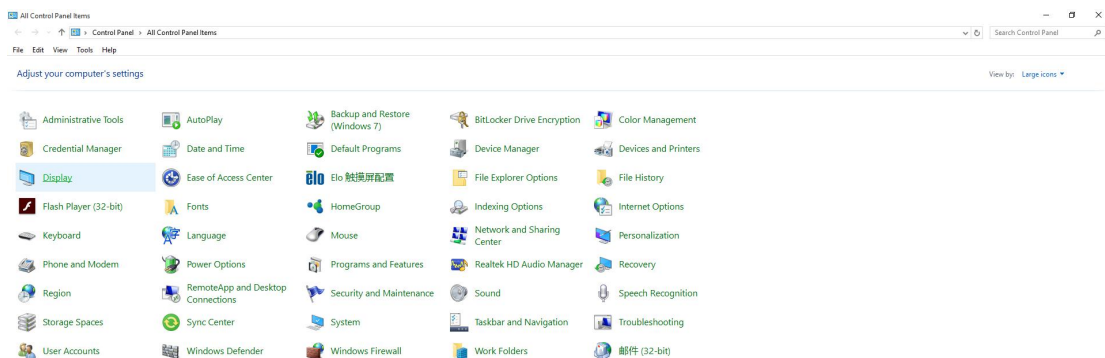 All Control Panel Items
Control Panel > All Control Panel Items
Search Control Panel
File Edit View Tools Help
Adjust your computer's settings
View by: Large icons
Administrative Tools
AutoPlay
Backup and Restore
(Windows 7)
BitLocker Drive Encryption
Color Management
Credential Manager
Date and Time
Default Programs
Device Manager
Devices and Printers
Display
Ease of Access Center
elo
Elo 触摸屏配置
File Explorer Options
File History
Flash Player (32-bit)
Fonts
HomeGroup
Indexing Options
Internet Options
Keyboard
Language
Mouse
Network and Sharing
Center
Personalization
Phone and Modem
Power Options
Programs and Features
Realtek HD Audio Manager
Recovery
Region
RemoteApp and Desktop
Connections
Security and Maintenance
Sound
Speech Recognition
Storage Spaces
Sync Center
System
Taskbar and Navigation
Troubleshooting
User Accounts
Windows Defender
Windows Firewall
Work Folders
邮件 (32-bit)